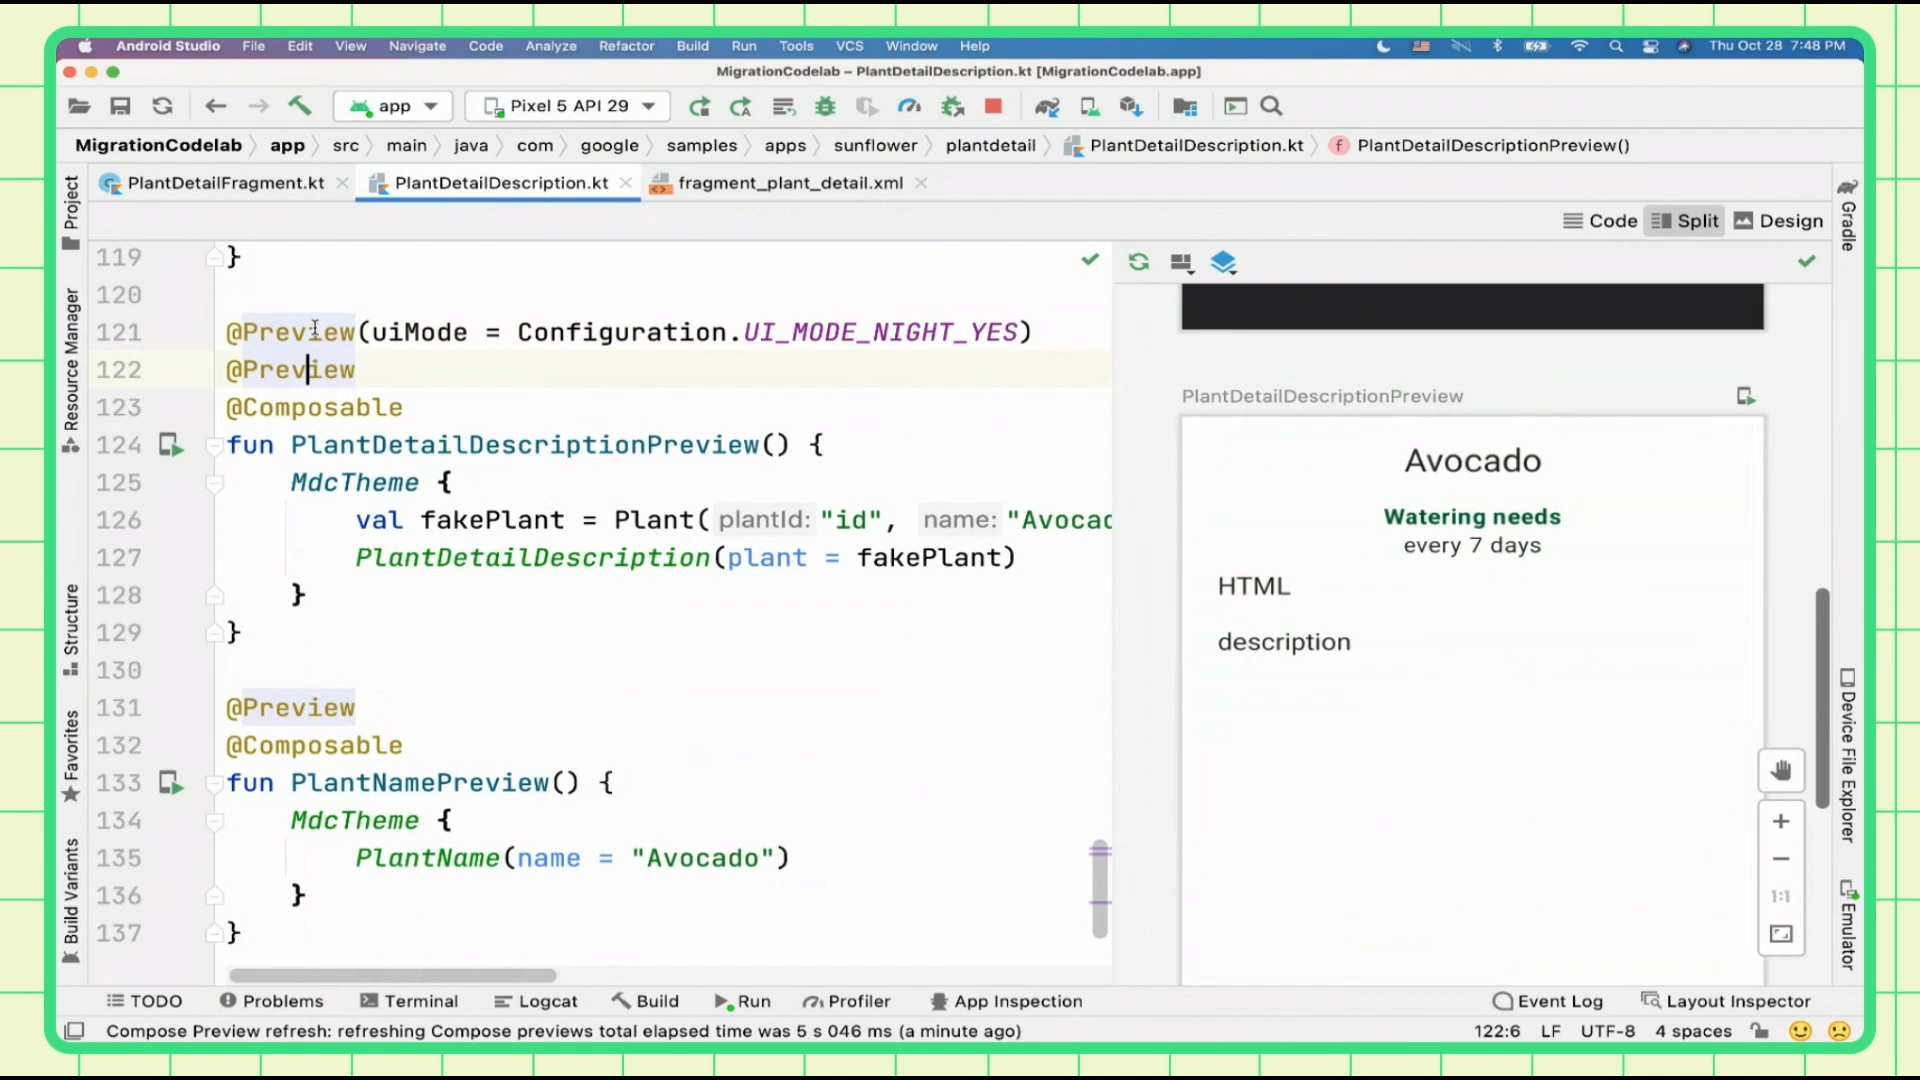 Android Studio File Edit View Navigate Code Analyze Refactor Build Run Tools VCS Window Help Thu Oct 28 7:48 PM
MigrationCodelab – PlantDetailDescription.kt [MigrationCodelab.app]
app Pixel 5 API 29
MigrationCodelab app src main java com google samples apps sunflower plantdetail PlantDetailDescription.kt f PlantDetailDescriptionPreview()
PlantDetailFragment.kt PlantDetailDescription.kt fragment_plant_detail.xml
Code Split Design
Project
Resource Manager
Structure
Favorites
Build Variants
119 }
120
121 @Preview(uiMode = Configuration.UI_MODE_NIGHT_YES)
122 @Preview
123 @Composable
124 fun PlantDetailDescriptionPreview() {
125 MdcTheme {
126 val fakePlant = Plant( plantId: "id", name: "Avocad
127 PlantDetailDescription(plant = fakePlant)
128 }
129 }
130
131 @Preview
132 @Composable
133 fun PlantNamePreview() {
134 MdcTheme {
135 PlantName(name = "Avocado")
136 }
137 }
PlantDetailDescriptionPreview
Avocado
Watering needs
every 7 days
HTML
description
1:1
Gradle
Device File Explorer
Emulator
TODO Problems Terminal Logcat Build Run Profiler App Inspection Event Log Layout Inspector
Compose Preview refresh: refreshing Compose previews total elapsed time was 5 s 046 ms (a minute ago) 122:6 LF UTF-8 4 spaces